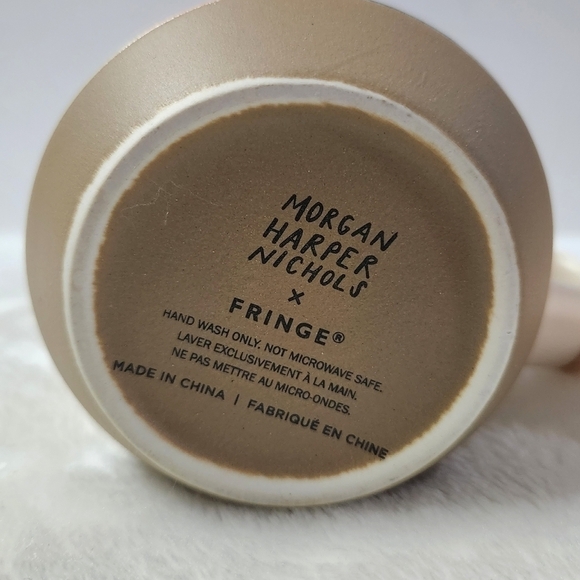 MORGAN
HARPER
NICHOLS
×
FRINGE®
HAND WASH ONLY. NOT MICROWAVE SAFE.
LAVER EXCLUSIVEMENT À LA MAIN.
NE PAS METTRE AU MICRO-ONDES.
MADE IN CHINA | FABRIQUÉ EN CHINE